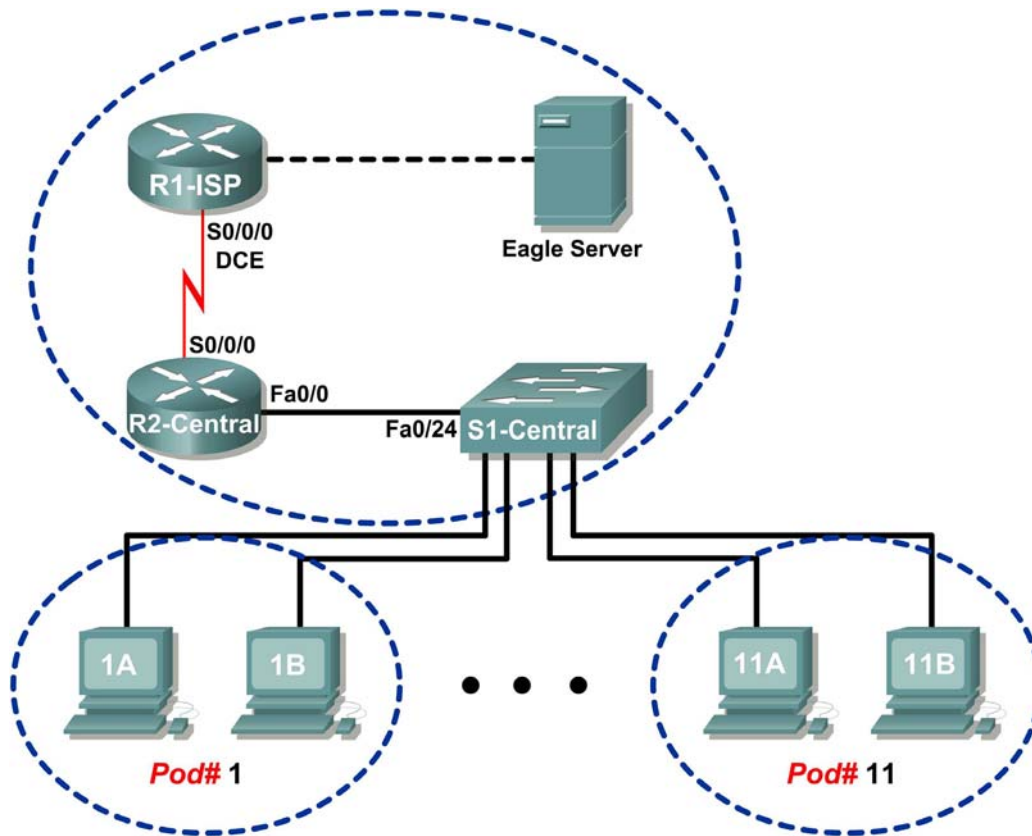 R1-ISP
S0/0/0
DCE
Eagle Server
S0/0/0
R2-Central
Fa0/0
Fa0/24
S1-Central
1A
1B
11A
11B
Pod# 1
Pod# 11